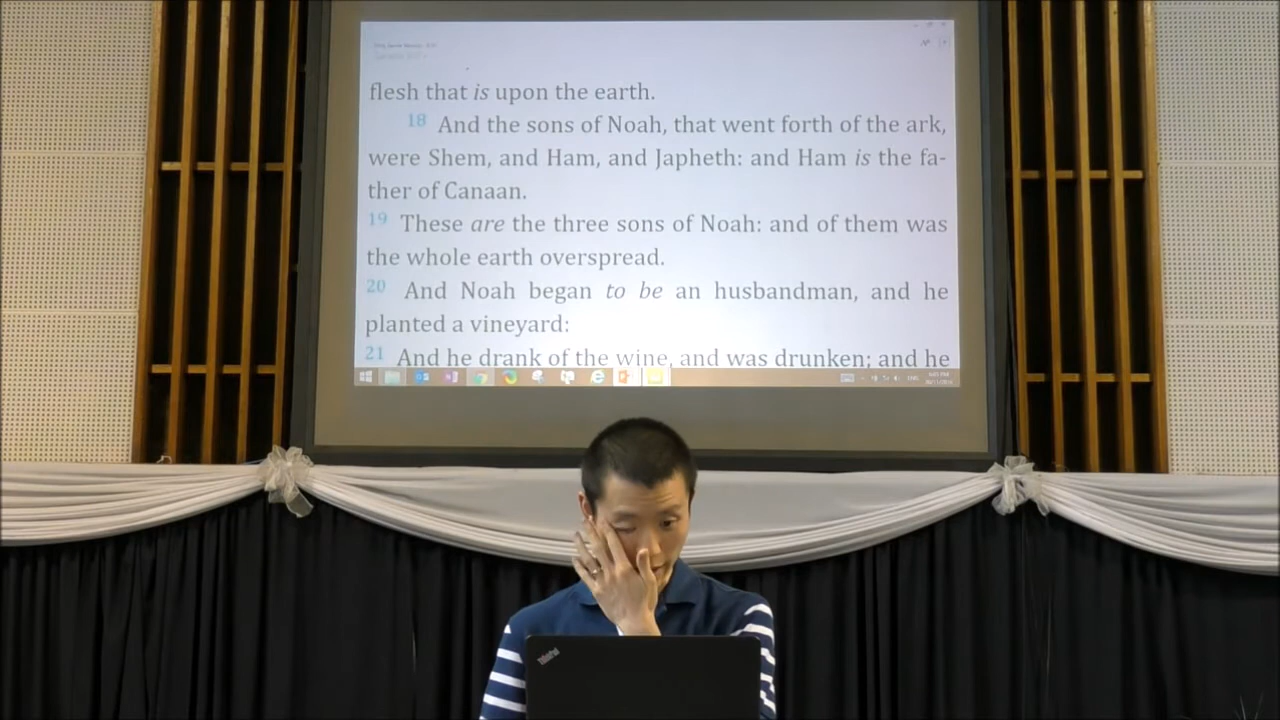 flesh that is upon the earth.
18 And the sons of Noah, that went forth of the ark,
were Shem, and Ham, and Japheth: and Ham is the fa-
ther of Canaan.
19 These are the three sons of Noah: and of them was
the whole earth overspread.
20 And Noah began to be an husbandman, and he
planted a vineyard:
21 And he drank of the wine, and was drunken; and he
ThinkPad